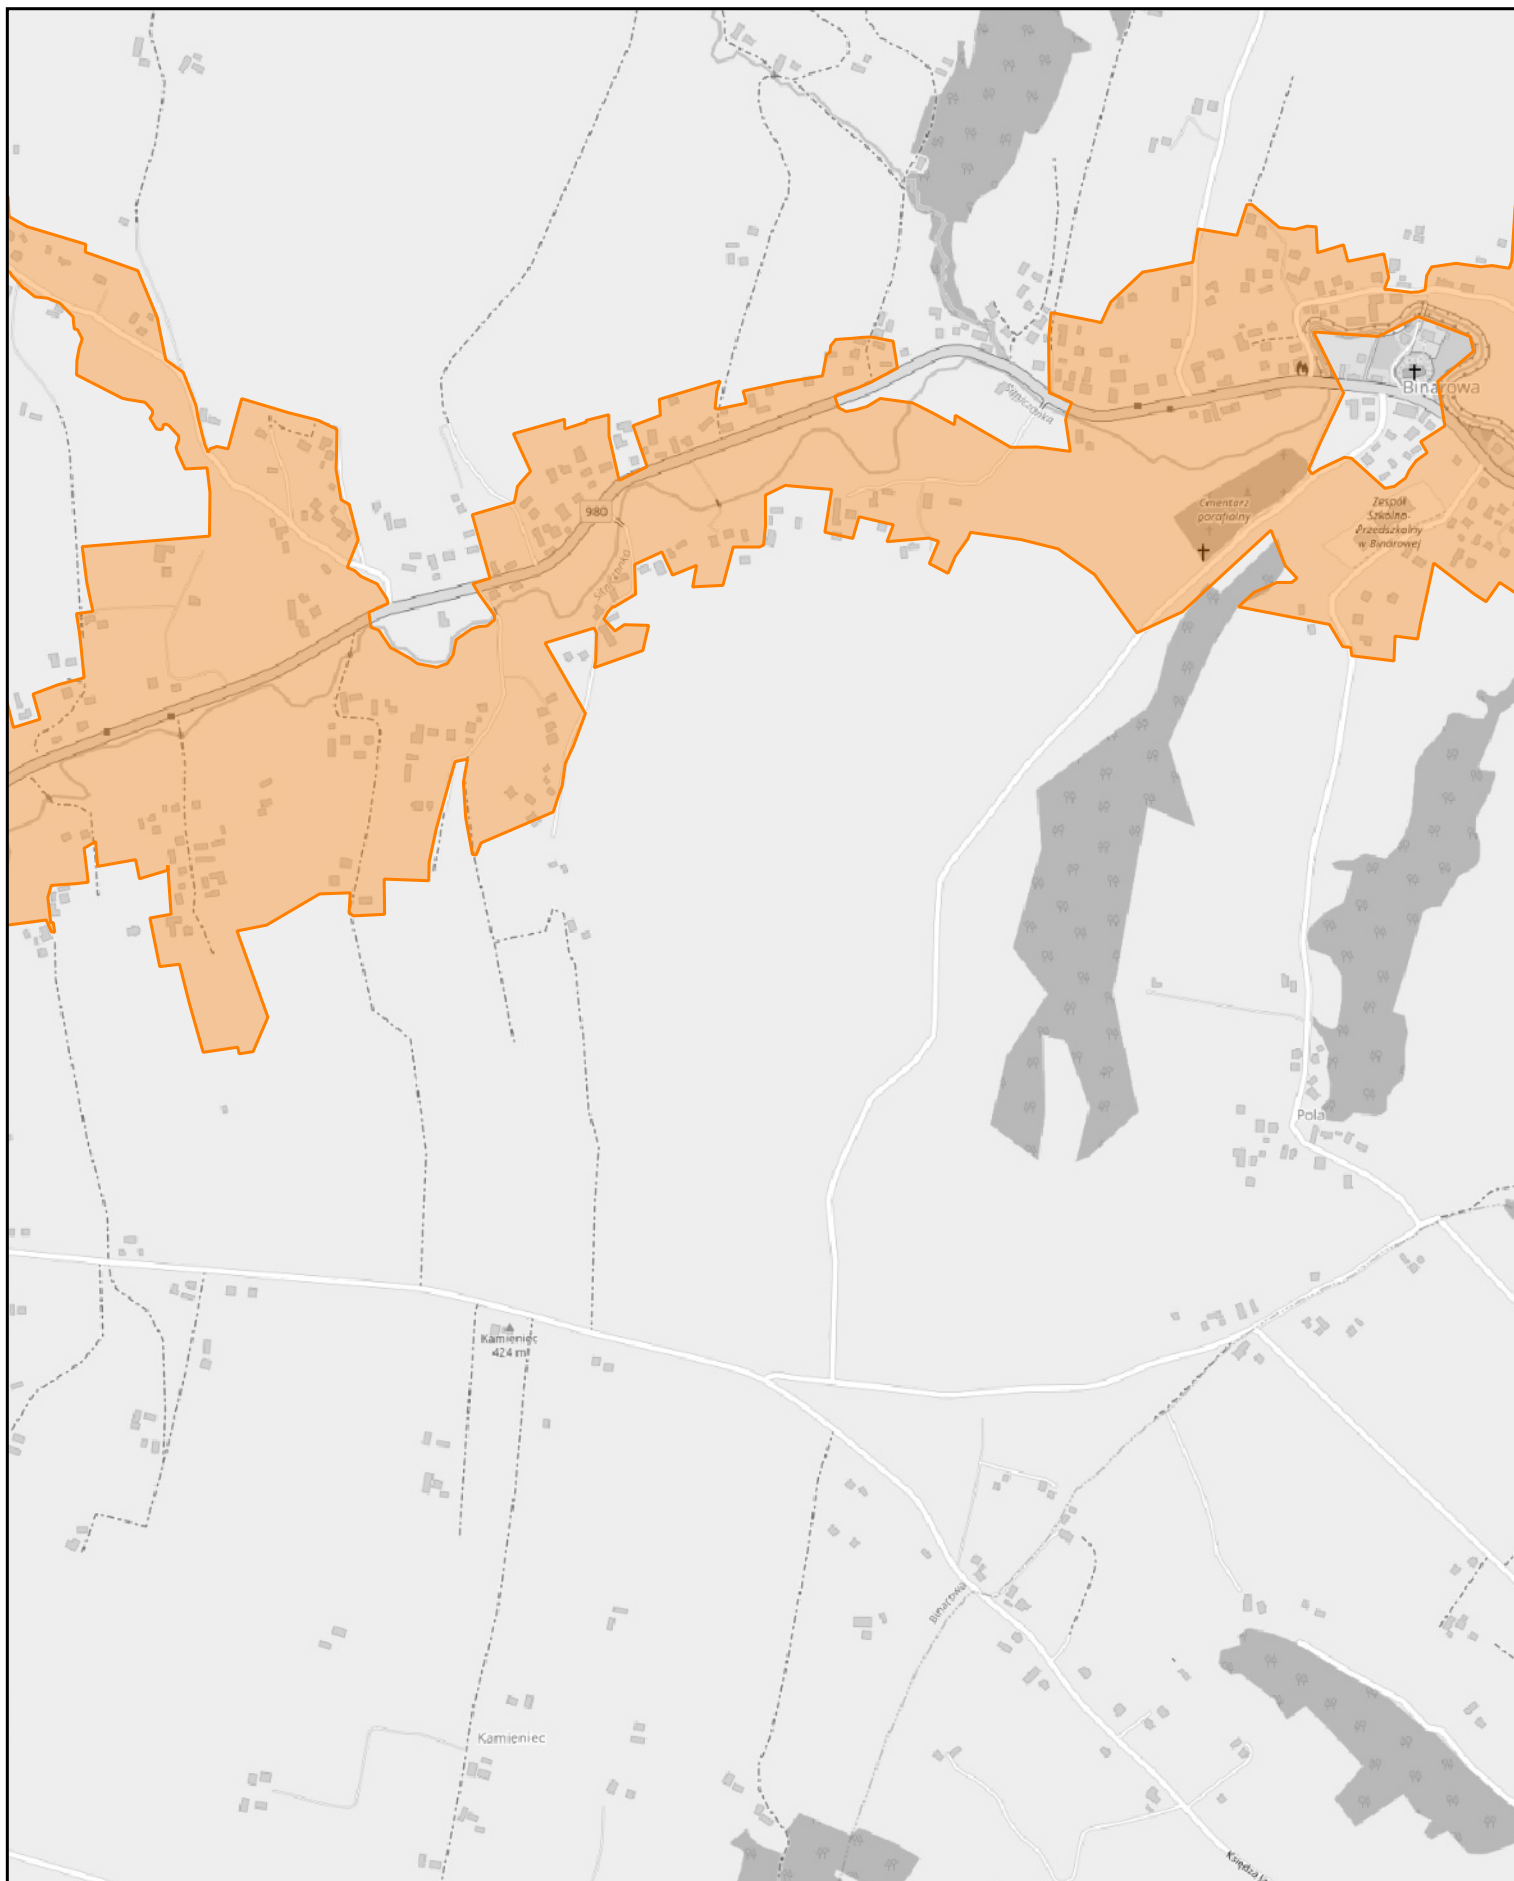 Binarowa
Sitniczanka
Cmentarz
parafialny
Zespół
Szkolno-
Przedszkolny
w Binarowej
980
Pola
Kamieniec
424 m
Binarowa
Kamieniec